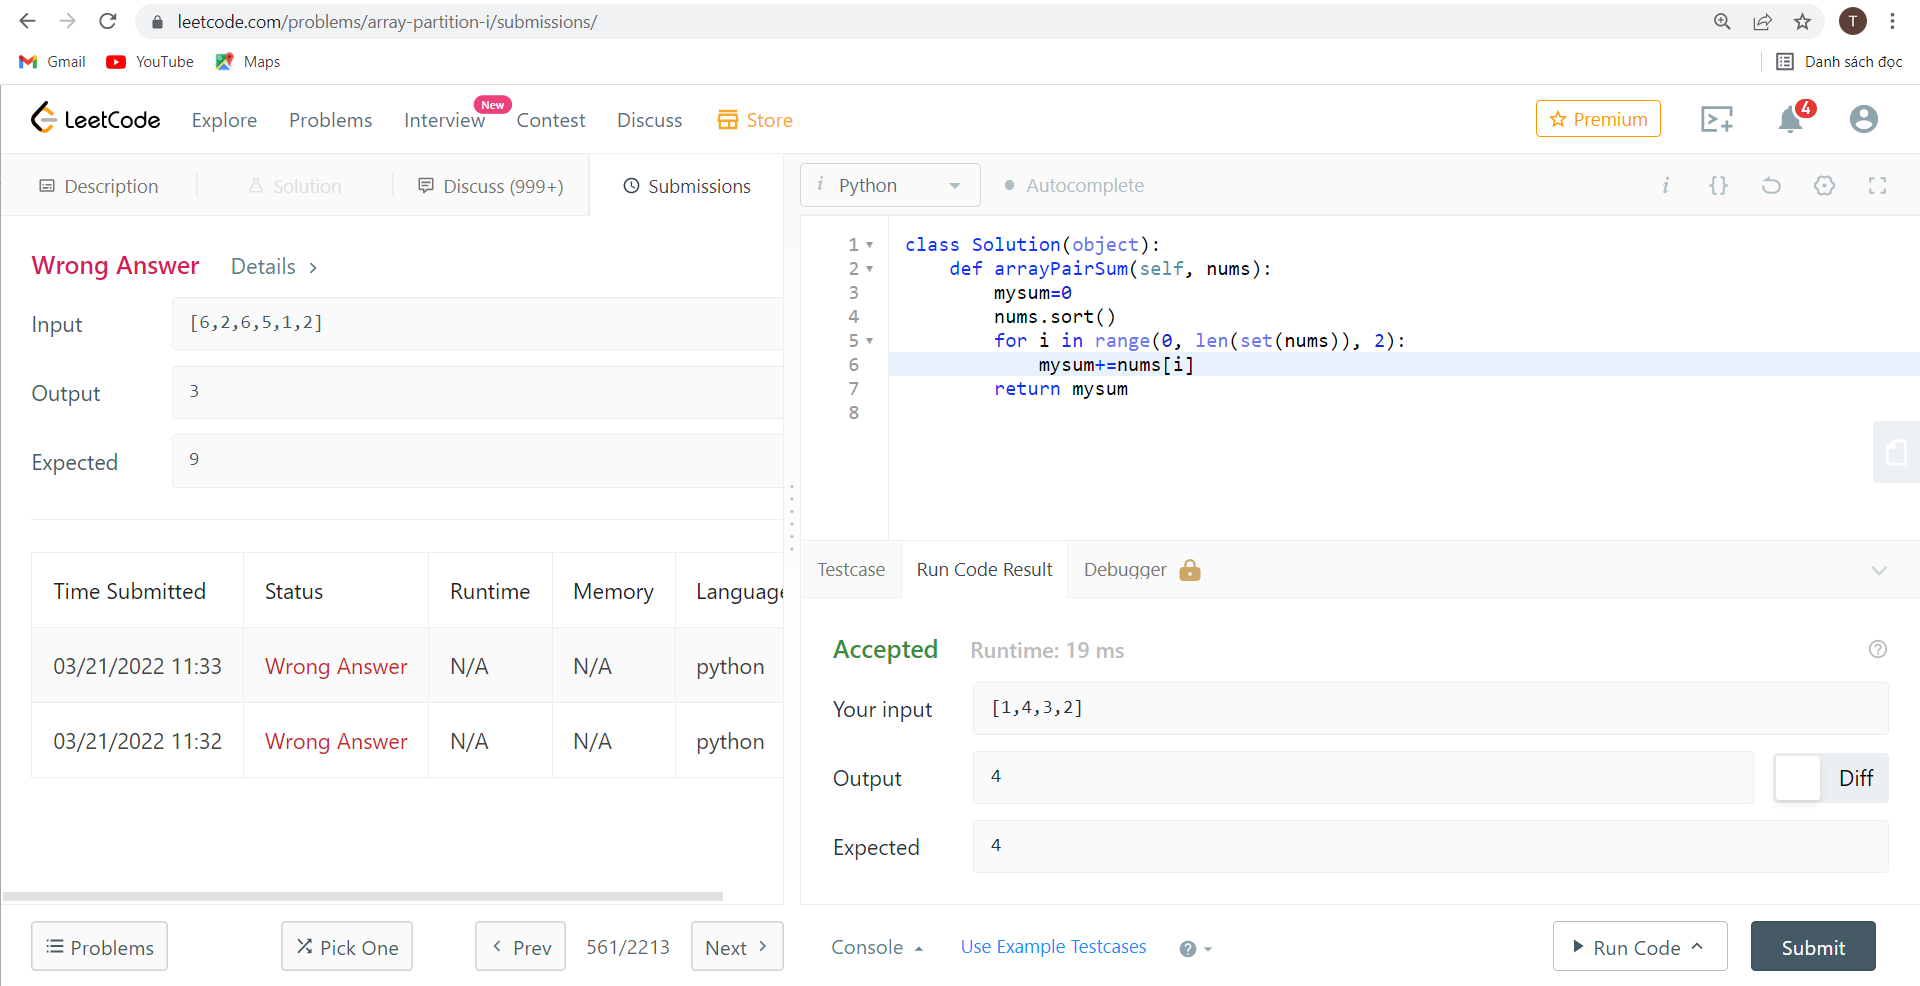 leetcode.com/problems/array-partition-i/submissions/
T
Gmail YouTube Maps
Danh sách đọc
LeetCode Explore Problems Interview New Contest Discuss Store
Premium
4
Description Solution Discuss (999+) Submissions
Wrong Answer Details >
Input [6,2,6,5,1,2]
Output 3
Expected 9
Time Submitted Status Runtime Memory Language
03/21/2022 11:33 Wrong Answer N/A N/A python
03/21/2022 11:32 Wrong Answer N/A N/A python
Problems Pick One < Prev 561/2213 Next >
i Python Autocomplete
i {}
1 class Solution(object):
2 def arrayPairSum(self, nums):
3 mysum=0
4 nums.sort()
5 for i in range(0, len(set(nums)), 2):
6 mysum+=nums[i]
7 return mysum
8
Testcase Run Code Result Debugger
Accepted Runtime: 19 ms
?
Your input [1,4,3,2]
Output 4
Diff
Expected 4
Console Use Example Testcases ?
Run Code Submit